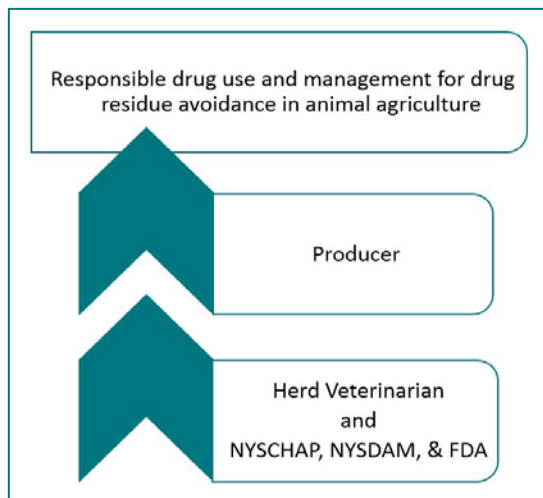 Responsible drug use and management for drug
residue avoidance in animal agriculture
Producer
Herd Veterinarian
and
NYSCHAP, NYSDAM, & FDA